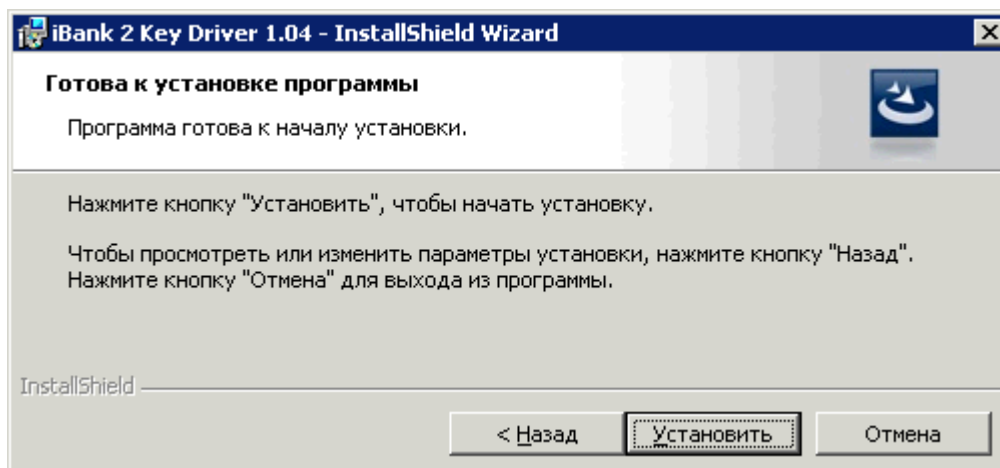 iBank 2 Key Driver 1.04 - InstallShield Wizard
Готова к установке программы
Программа готова к началу установки.
Нажмите кнопку "Установить", чтобы начать установку.
Чтобы просмотреть или изменить параметры установки, нажмите кнопку "Назад".
Нажмите кнопку "Отмена" для выхода из программы.
InstallShield
< Назад Установить Отмена